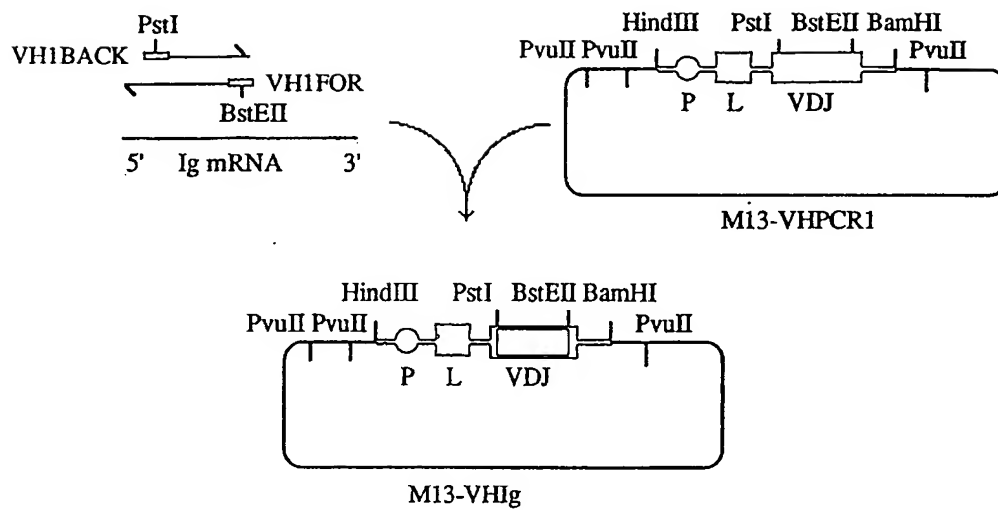 PstI
VH1BACK
VH1FOR
BstEII
5' Ig mRNA 3'
HindIII PstI BstEII BamHI
PvuII PvuII PvuII
P L VDJ
M13-VHPCR1
HindIII PstI BstEII BamHI
PvuII PvuII PvuII
P L VDJ
M13-VHIg